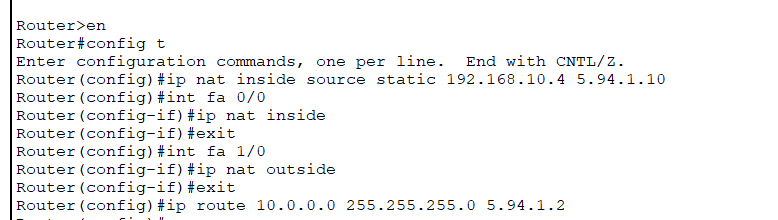 Router>en
Router#config t
Enter configuration commands, one per line.  End with CNTL/Z.
Router(config)#ip nat inside source static 192.168.10.4 5.94.1.10
Router(config)#int fa 0/0
Router(config-if)#ip nat inside
Router(config-if)#exit
Router(config)#int fa 1/0
Router(config-if)#ip nat outside
Router(config-if)#exit
Router(config)#ip route 10.0.0.0 255.255.255.0 5.94.1.2